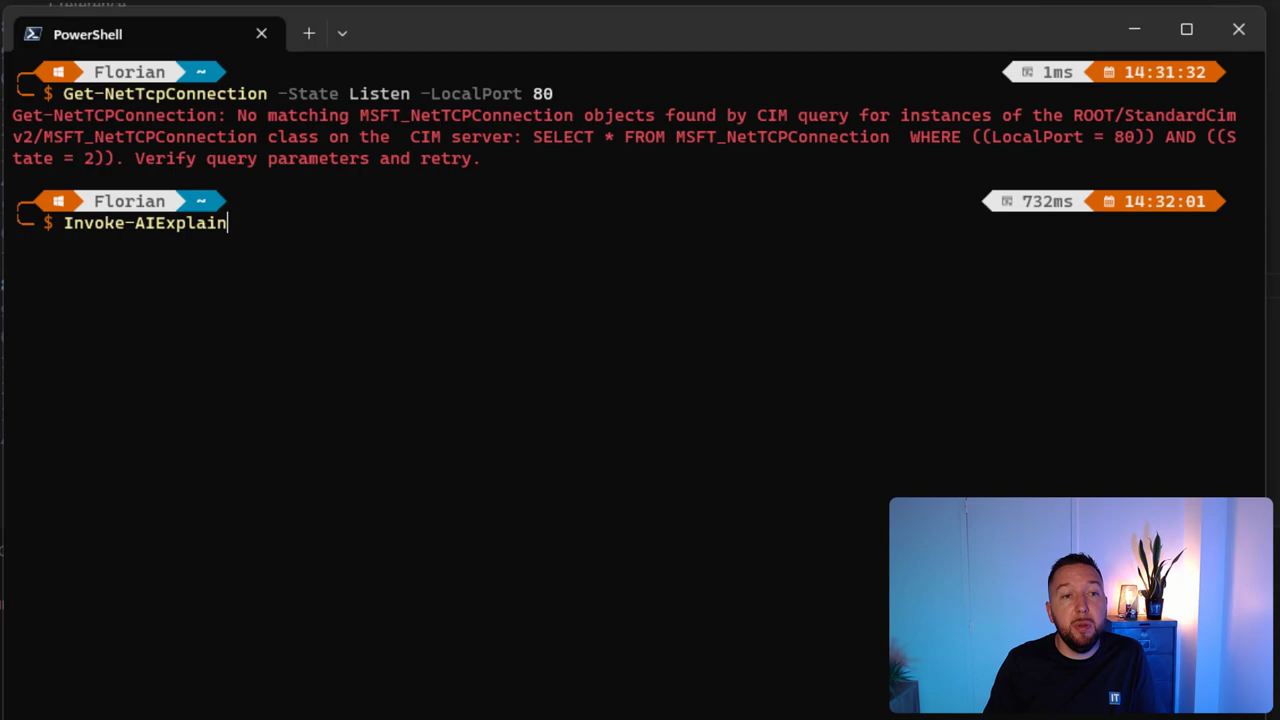 Preference
PowerShell
Florian ~ 1ms 14:31:32
$ Get-NetTcpConnection -State Listen -LocalPort 80
Get-NetTCPConnection: No matching MSFT_NetTCPConnection objects found by CIM query for instances of the ROOT/StandardCim
v2/MSFT_NetTCPConnection class on the  CIM server: SELECT * FROM MSFT_NetTCPConnection  WHERE ((LocalPort = 80)) AND ((S
tate = 2)). Verify query parameters and retry.
Florian ~ 732ms 14:32:01
$ Invoke-AIExplain
IT